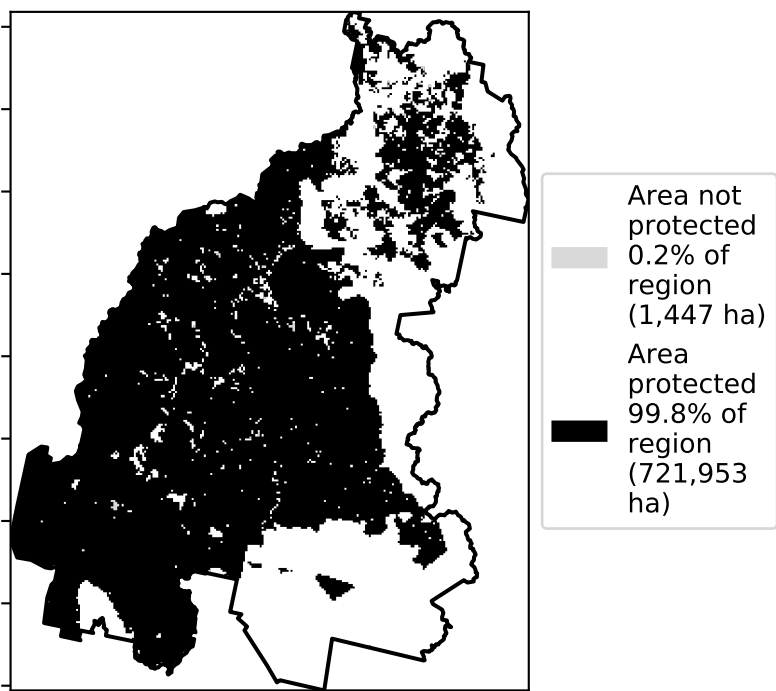 Area not
protected
0.2% of
region
(1,447 ha)
Area
protected
99.8% of
region
(721,953
ha)